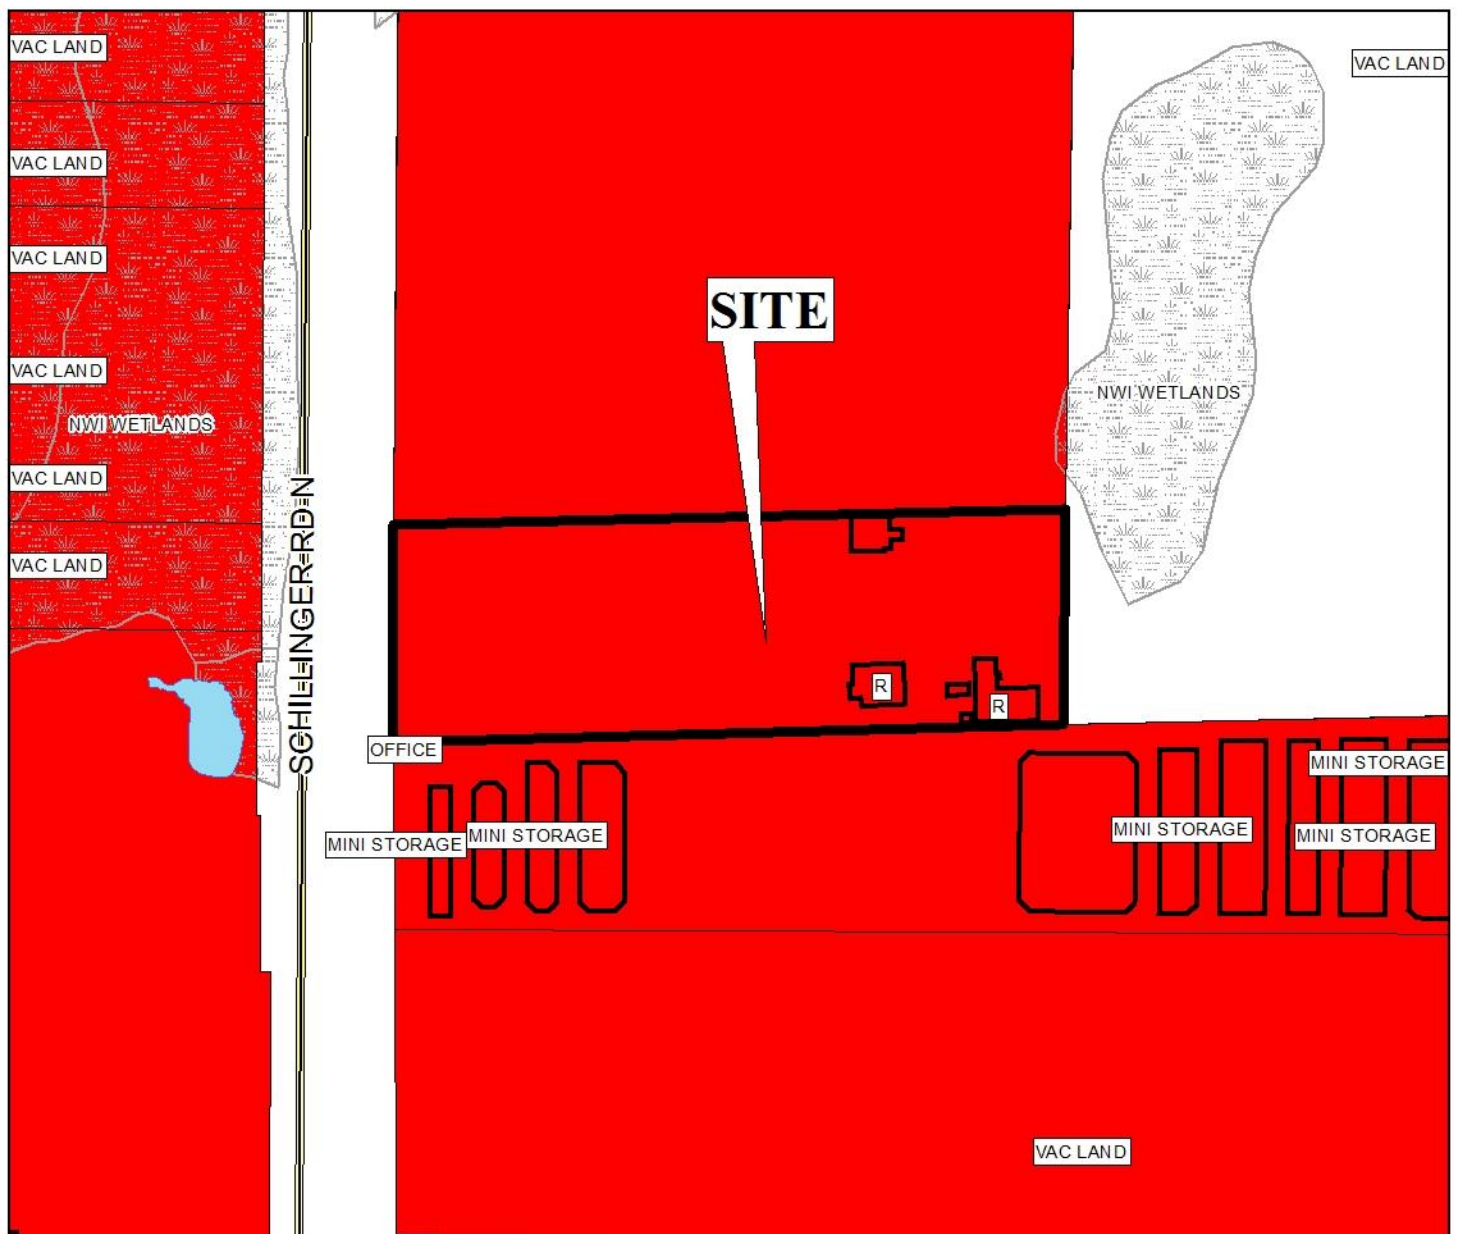 VAC LAND
VAC LAND
VAC LAND
VAC LAND
SITE
VAC LAND
NWI WETLANDS
NWI WETLANDS
VAC LAND
SCHILLINGER RD N
VAC LAND
R
R
OFFICE
MINI STORAGE
MINI STORAGE
MINI STORAGE
MINI STORAGE
MINI STORAGE
VAC LAND